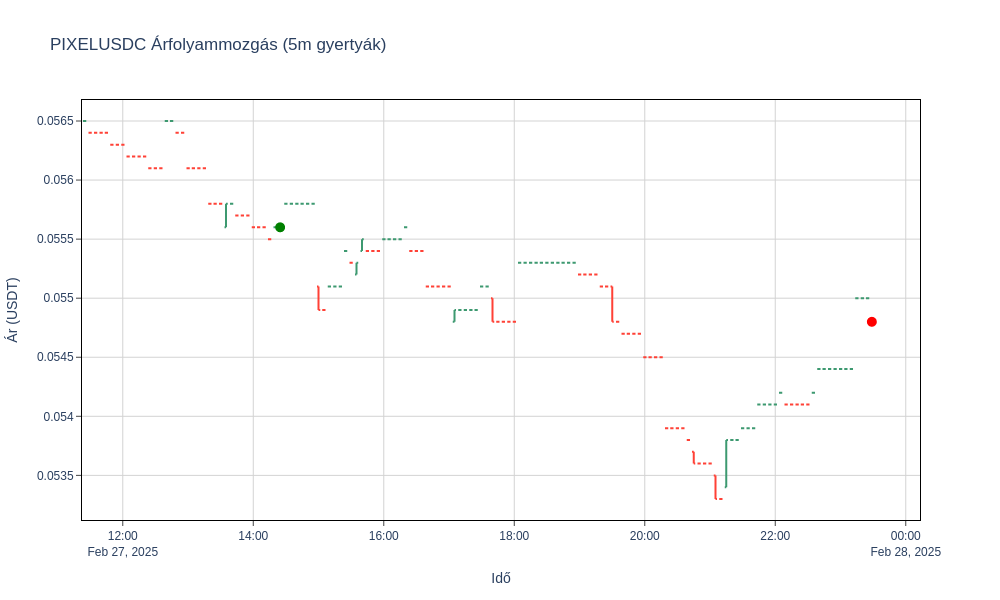 PIXELUSDC Árfolyammozgás (5m gyertyák)
0.0565
0.056
0.0555
0.055
0.0545
0.054
0.0535
Ár (USDT)
12:00 14:00 16:00 18:00 20:00 22:00 00:00
Feb 27, 2025 Feb 28, 2025
Idő